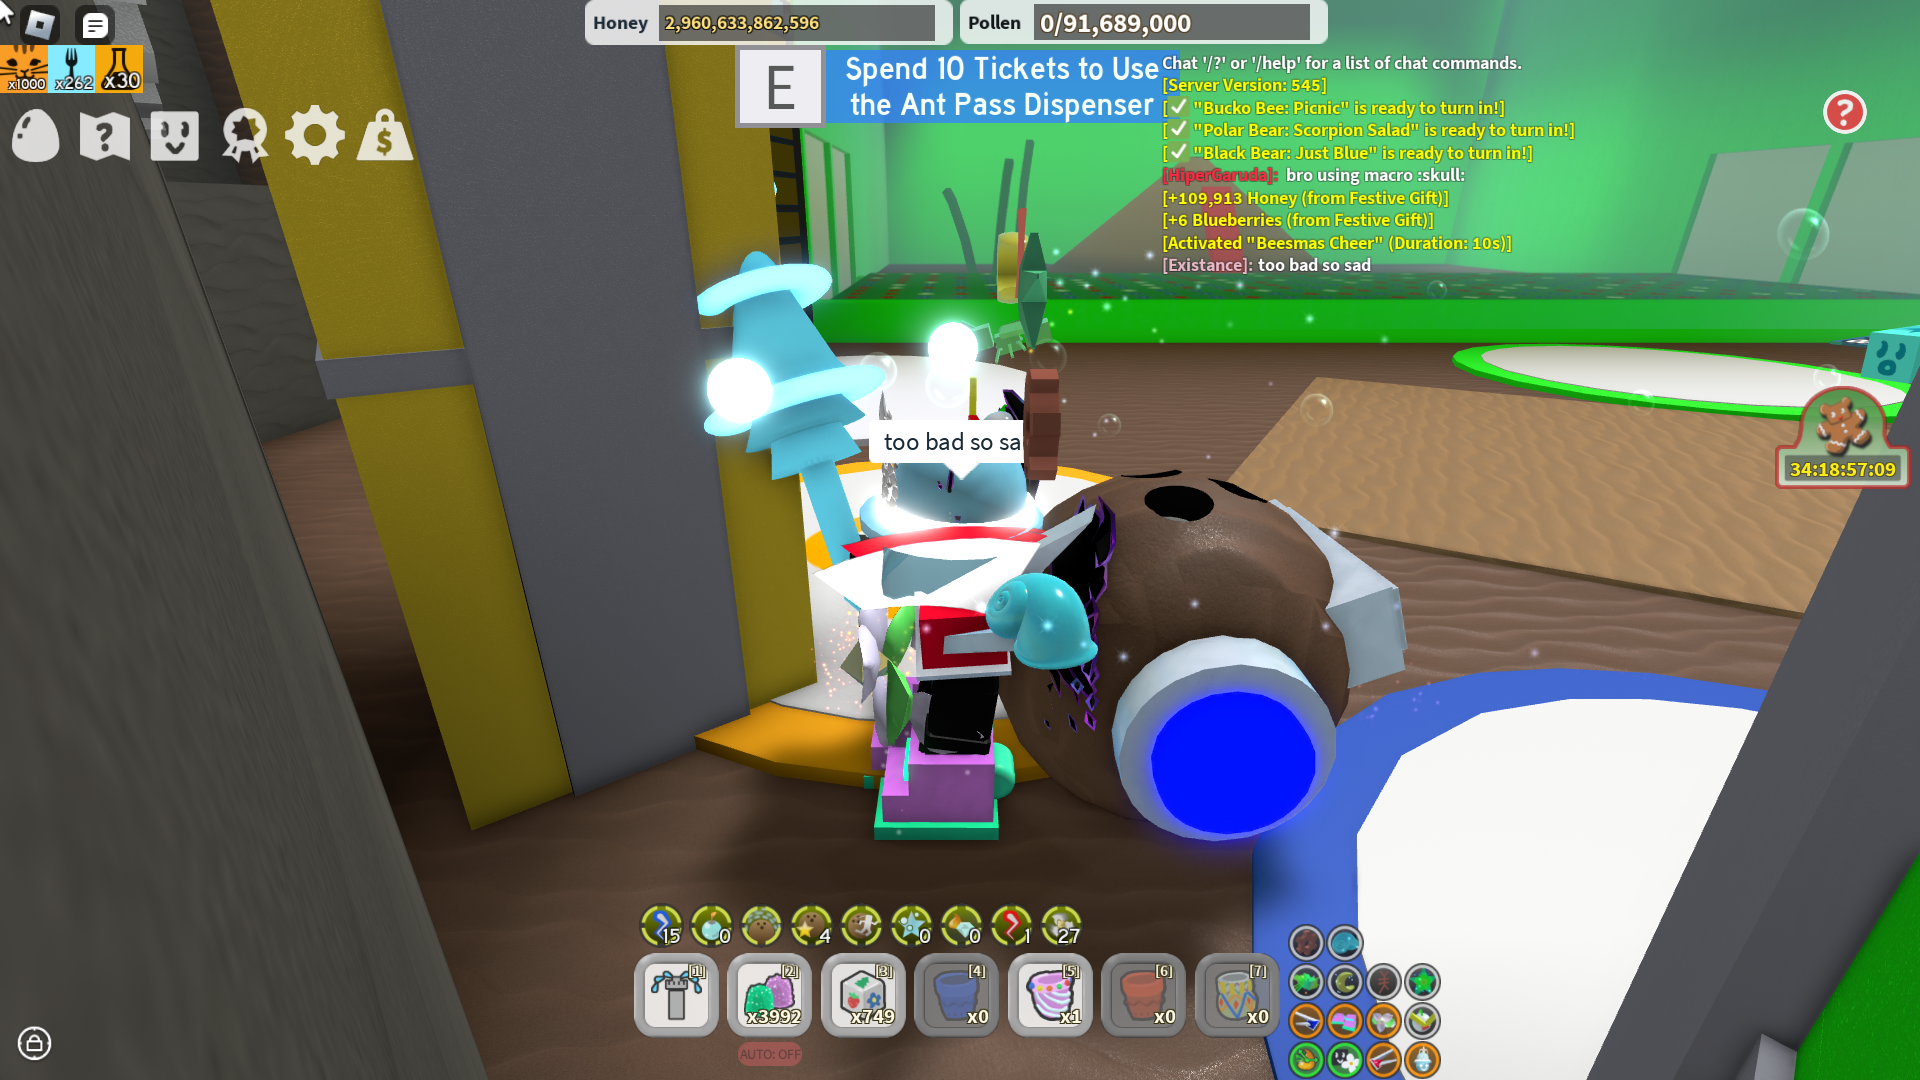 Honey 2,960,633,862,596
Pollen 0/91,689,000
x1000 x262 x30
E
Spend 10 Tickets to Use
the Ant Pass Dispenser
Chat '/?' or '/help' for a list of chat commands.
[Server Version: 545]
[✓ "Bucko Bee: Picnic" is ready to turn in!]
[✓ "Polar Bear: Scorpion Salad" is ready to turn in!]
[✓ "Black Bear: Just Blue" is ready to turn in!]
[HiperGaruda]: bro using macro :skull:
[+109,913 Honey (from Festive Gift)]
[+6 Blueberries (from Festive Gift)]
[Activated "Beesmas Cheer" (Duration: 10s)]
[Existance]: too bad so sad
?
?
$
too bad so sa
34:18:57:09
15 0 4 0 0 1 27
[1] [2] [3] [4] [5] [6] [7]
x3992 x749 x0 x1 x0 x0
AUTO: OFF